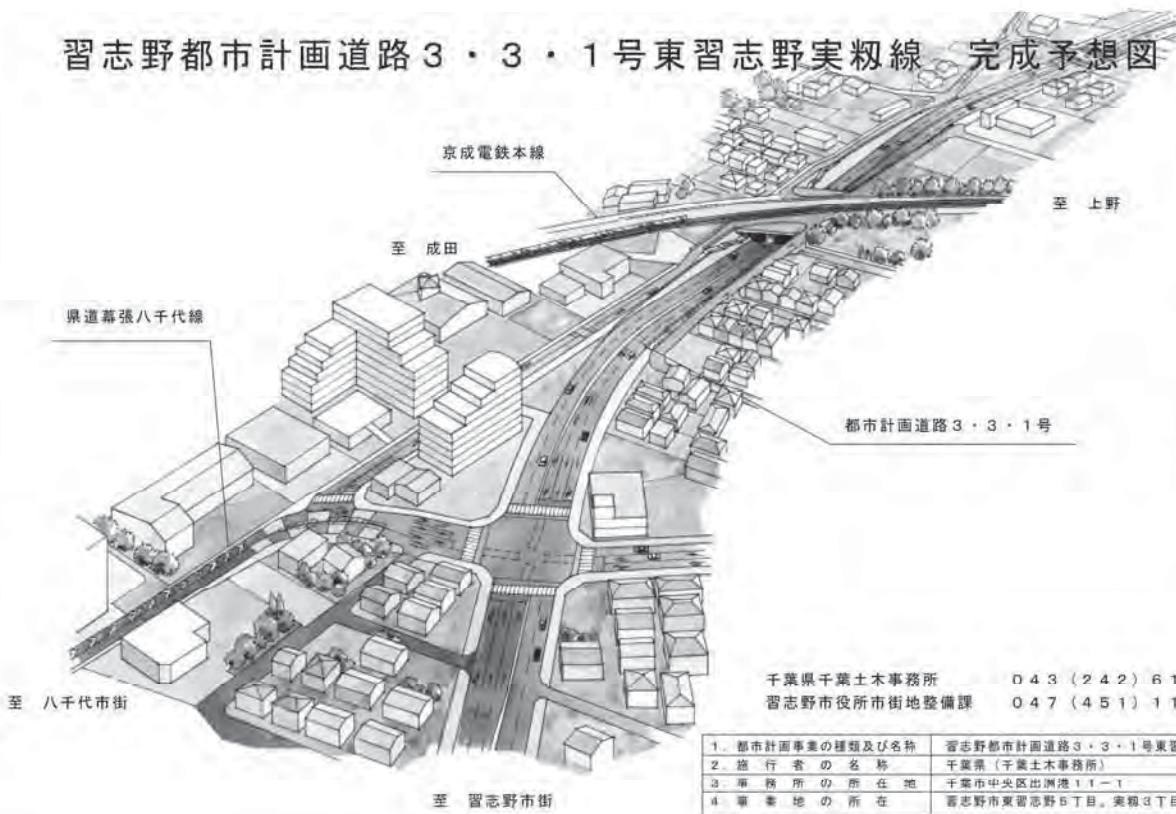 習志野都市計画道路3・3・1号東習志野実籾線　完成予想図
京成電鉄本線
至　上野
至　成田
県道幕張八千代線
都市計画道路3・3・1号
至　八千代市街
千葉県千葉土木事務所　043（242）61
習志野市役所市街地整備課　047（451）11
1．都市計画事業の種類及び名称　習志野都市計画道路3・3・1号東習
2．施行者の名称　千葉県（千葉土木事務所）
3．事務所の所在地　千葉市中央区出洲港11－1
4　事業地の所在　習志野市東習志野5丁目，実籾3丁目
至　習志野市街